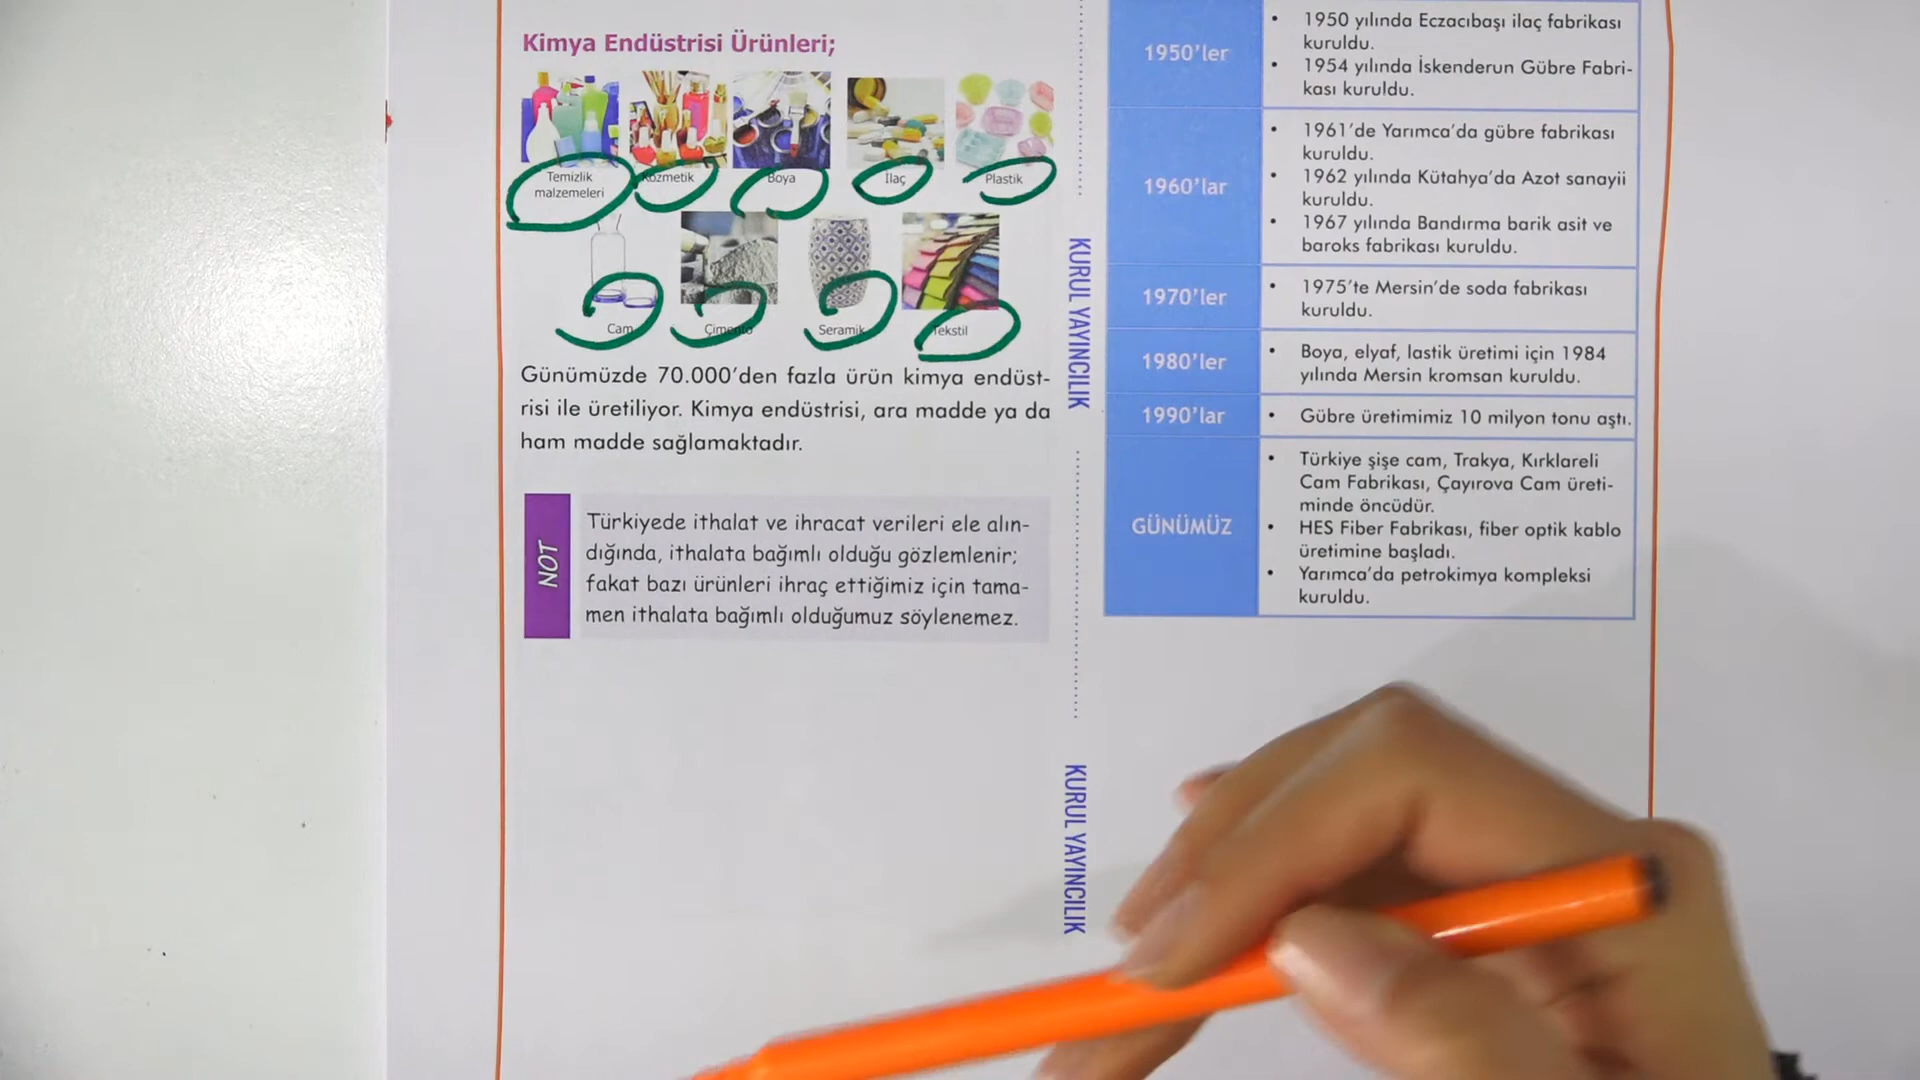 Kimya Endüstrisi Ürünleri;
Temizlik
malzemeleri
Kozmetik
Boya
İlaç
Plastik
Cam
Çimento
Seramik
Tekstil
Günümüzde 70.000’den fazla ürün kimya endüst-
risi ile üretiliyor. Kimya endüstrisi, ara madde ya da
ham madde sağlamaktadır.
NOT
Türkiyede ithalat ve ihracat verileri ele alın-
dığında, ithalata bağımlı olduğu gözlemlenir;
fakat bazı ürünleri ihraç ettiğimiz için tama-
men ithalata bağımlı olduğumuz söylenemez.
KURUL YAYINCILIK
KURUL YAYINCILIK
1950’ler
• 1950 yılında Eczacıbaşı ilaç fabrikası
kuruldu.
• 1954 yılında İskenderun Gübre Fabri-
kası kuruldu.
1960’lar
• 1961’de Yarımca’da gübre fabrikası
kuruldu.
• 1962 yılında Kütahya’da Azot sanayii
kuruldu.
• 1967 yılında Bandırma barik asit ve
baroks fabrikası kuruldu.
1970’ler
• 1975’te Mersin’de soda fabrikası
kuruldu.
1980’ler
• Boya, elyaf, lastik üretimi için 1984
yılında Mersin kromsan kuruldu.
1990’lar
• Gübre üretimimiz 10 milyon tonu aştı.
GÜNÜMÜZ
• Türkiye şişe cam, Trakya, Kırklareli
Cam Fabrikası, Çayırova Cam üreti-
minde öncüdür.
• HES Fiber Fabrikası, fiber optik kablo
üretimine başladı.
• Yarımca’da petrokimya kompleksi
kuruldu.